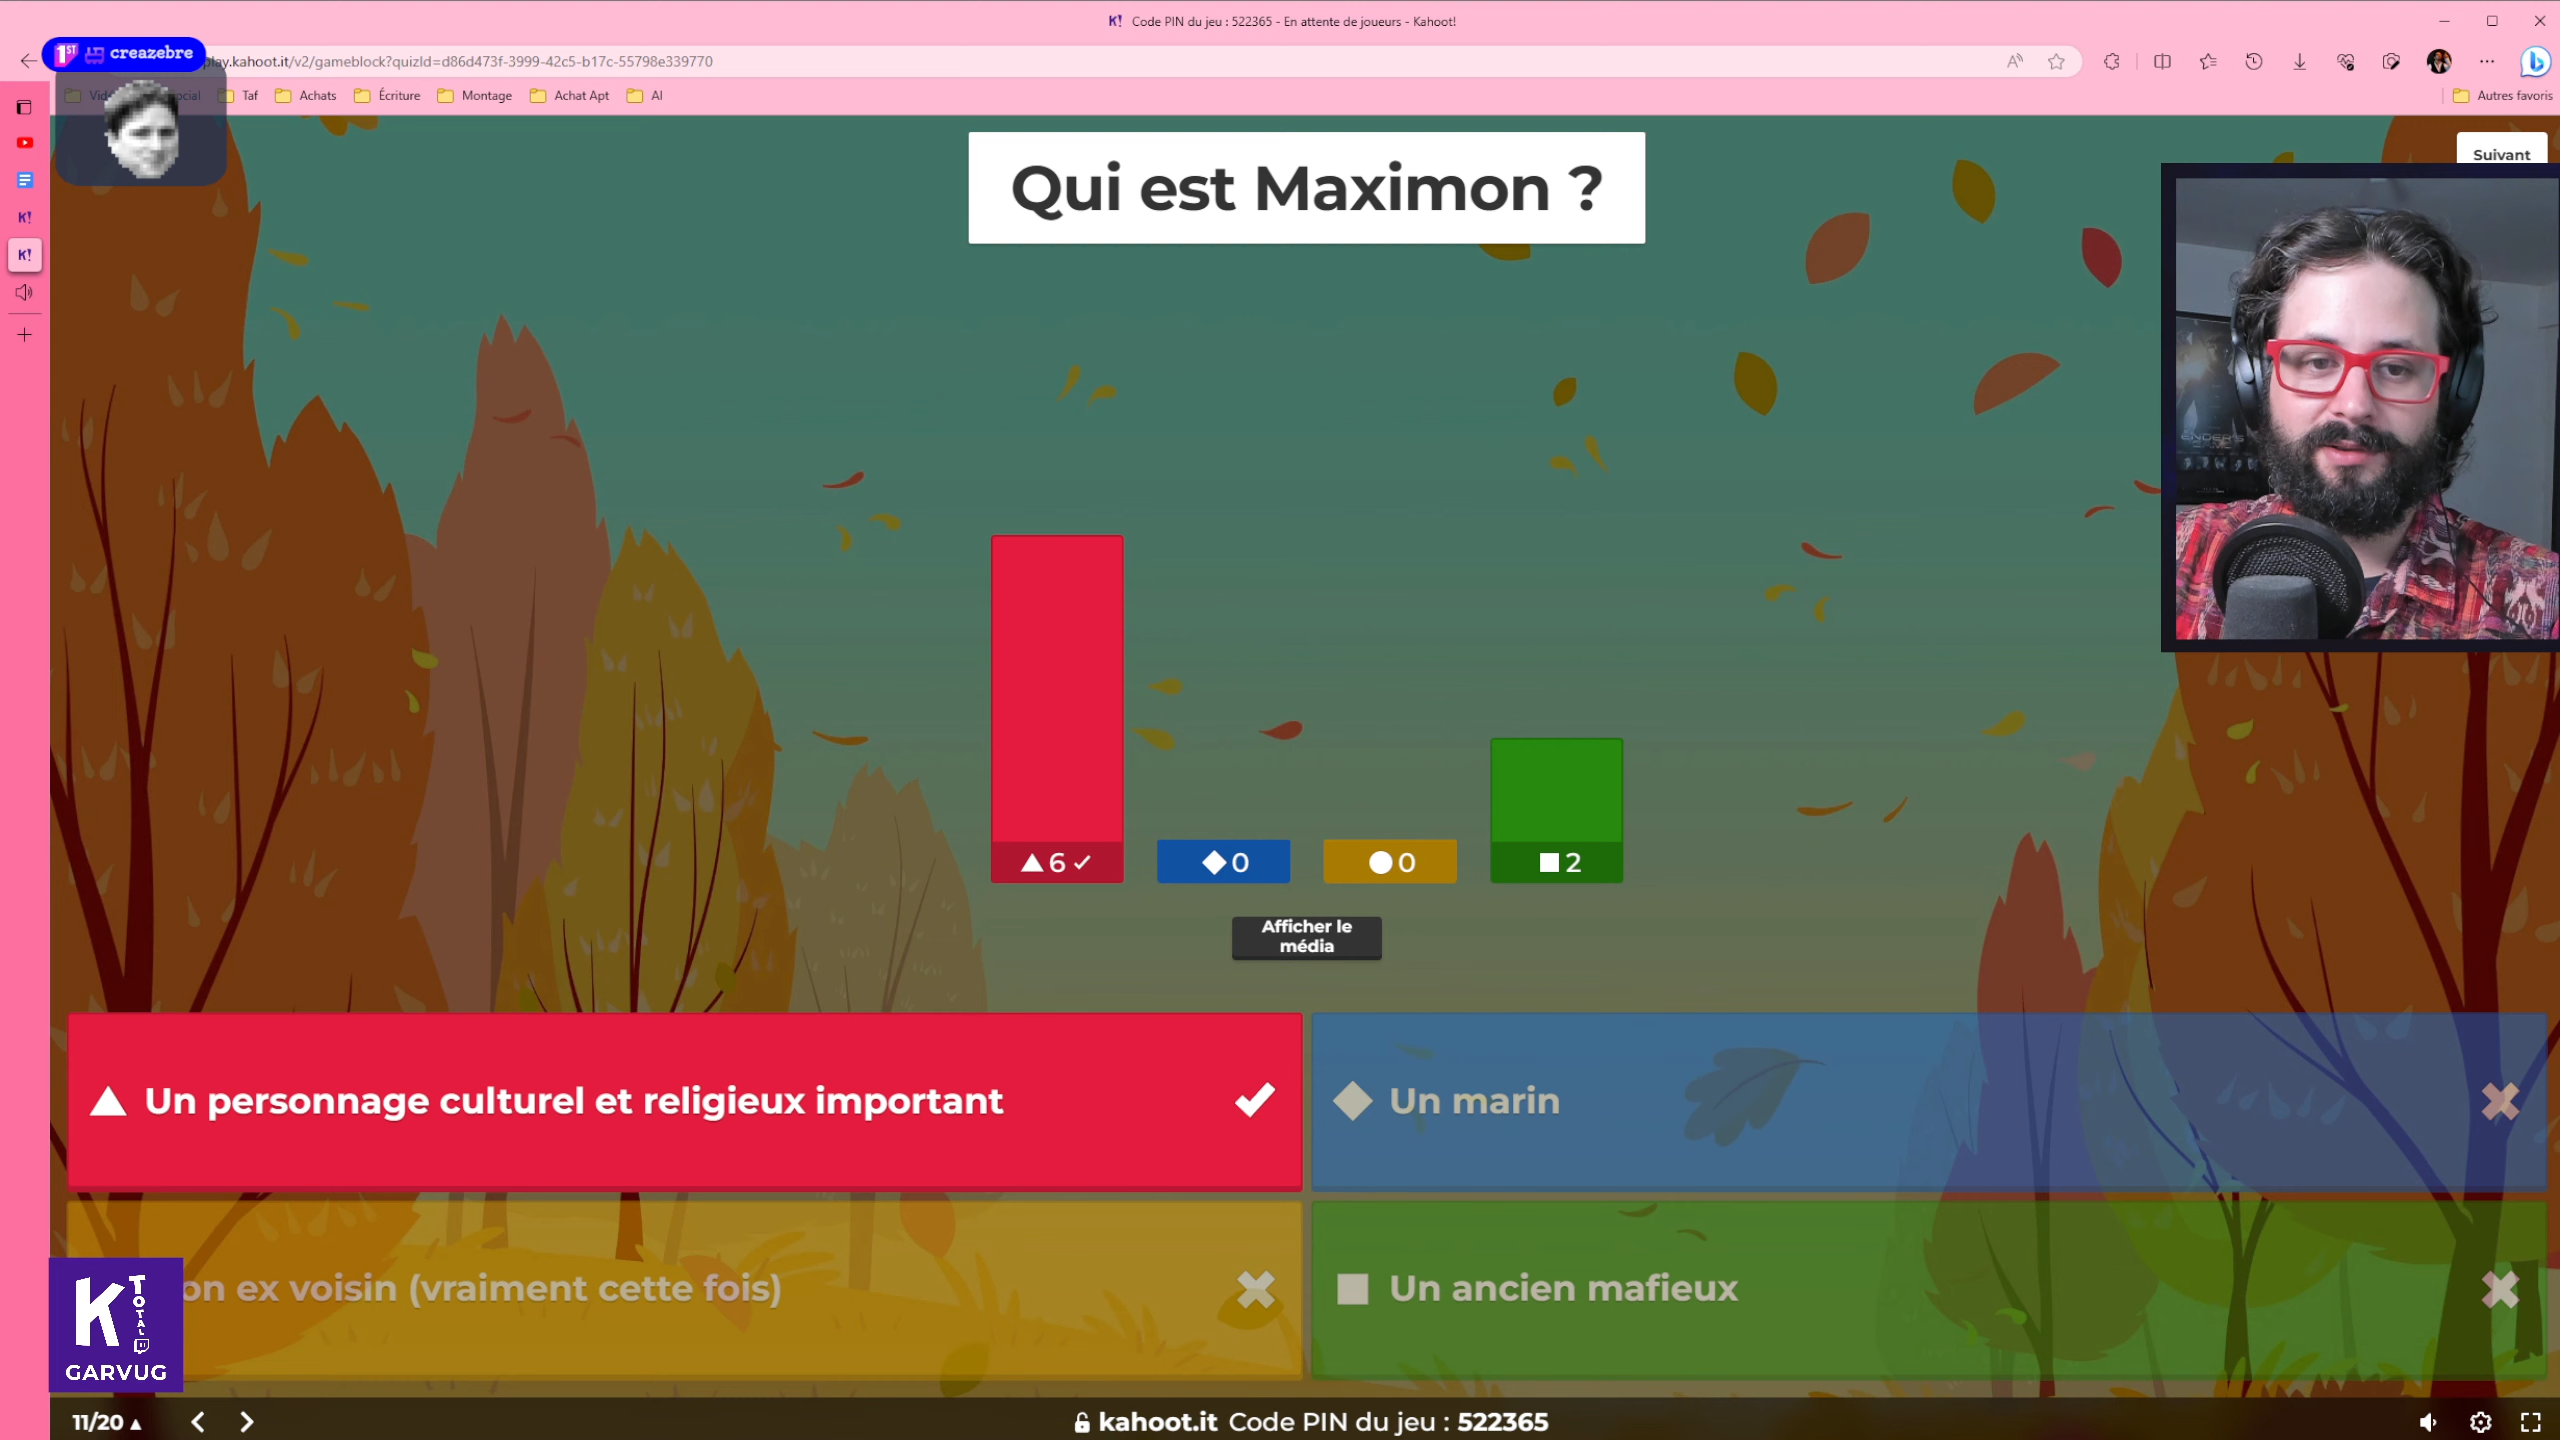 K! Code PIN du jeu : 522365 - En attente de joueurs - Kahoot!
1ST creazebre
play.kahoot.it/v2/gameblock?quizId=d86d473f-3999-42c5-b17c-55798e339770
Taf Achats Écriture Montage Achat Apt AI Autres favoris
Suivant
Qui est Maximon ?
K!
K!
ENDER'S
6 0 0 2
Afficher le
média
Un personnage culturel et religieux important
Un marin
on ex voisin (vraiment cette fois)
Un ancien mafieux
K TOTAL
GARVUG
11/20
kahoot.it Code PIN du jeu : 522365